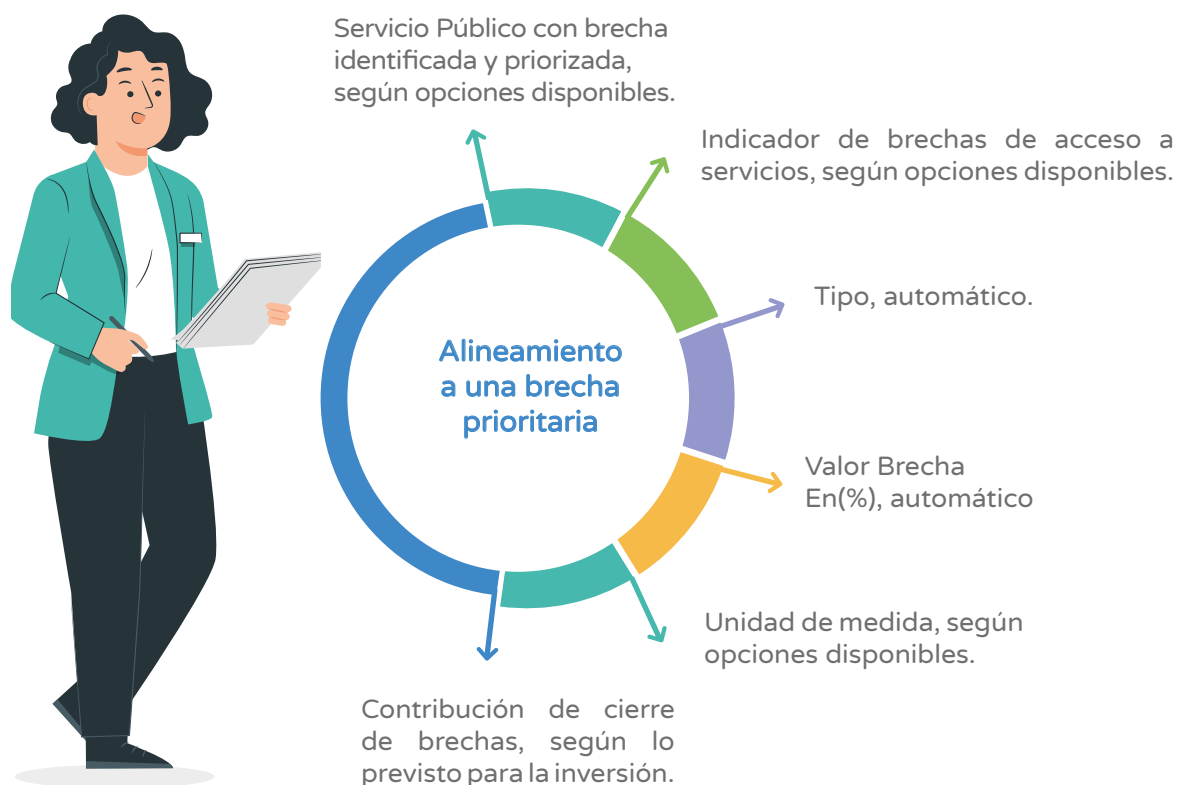 Servicio Público con brecha
identificada y priorizada,
según opciones disponibles.
Indicador de brechas de acceso a
servicios, según opciones disponibles.
Tipo, automático.
Alineamiento
a una brecha
prioritaria
Valor Brecha
En(%), automático
Unidad de medida, según
opciones disponibles.
Contribución de cierre
de brechas, según lo
previsto para la inversión.